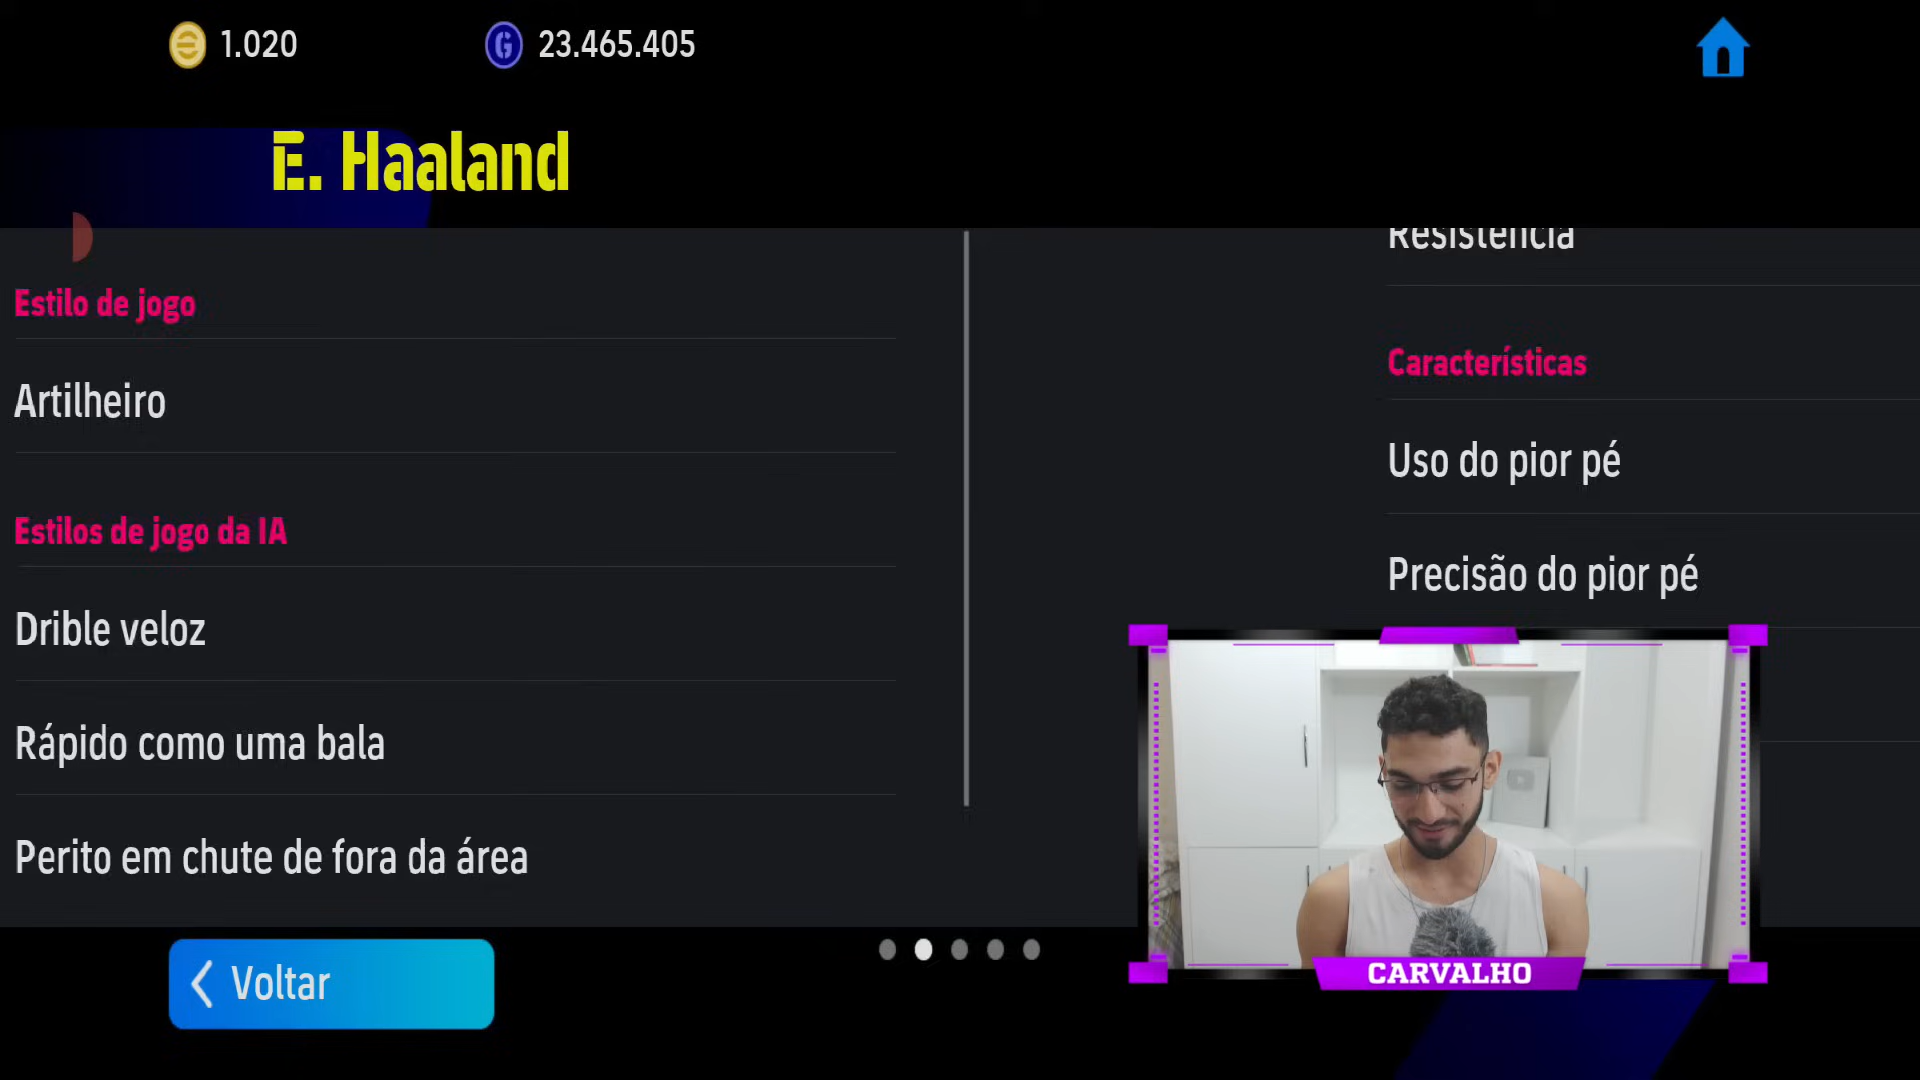 1.020
G 23.465.405
E. Haaland
Estilo de jogo
Artilheiro
Estilos de jogo da IA
Drible veloz
Rápido como uma bala
Perito em chute de fora da área
Resistência
Características
Uso do pior pé
Precisão do pior pé
CARVALHO
Voltar